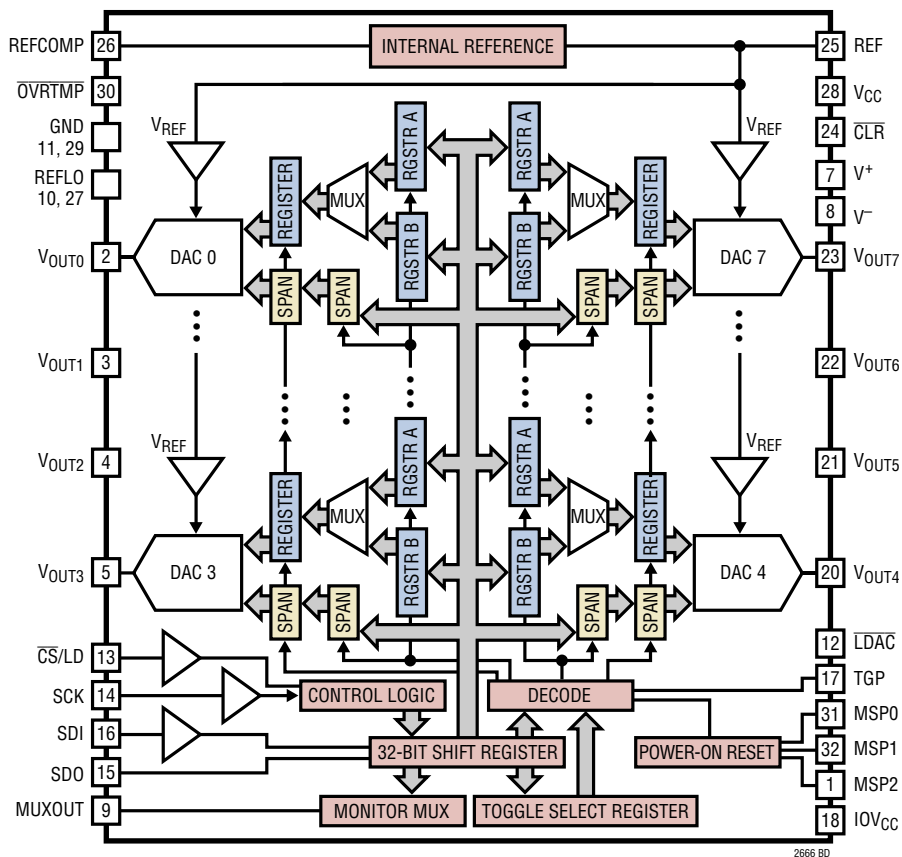 REFCOMP 26 INTERNAL REFERENCE 25 REF
OVRTMP 30 28 VCC
GND
11, 29
24 CLR
VREF VREF
REFLO
10, 27
7 V+
8 V−
RGSTR A RGSTR A
REGISTER MUX MUX REGISTER
RGSTR B RGSTR B
VOUT0 2 DAC 0 DAC 7 23 VOUT7
SPAN SPAN SPAN SPAN
VOUT1 3 22 VOUT6
VOUT2 4 21 VOUT5
VREF VREF
RGSTR A RGSTR A
REGISTER MUX MUX REGISTER
RGSTR B RGSTR B
VOUT3 5 DAC 3 DAC 4 20 VOUT4
SPAN SPAN SPAN SPAN
12 LDAC
CS/LD 13
17 TGP
SCK 14 CONTROL LOGIC DECODE
31 MSP0
SDI 16 32-BIT SHIFT REGISTER POWER-ON RESET 32 MSP1
SDO 15
1 MSP2
MUXOUT 9 MONITOR MUX TOGGLE SELECT REGISTER
18 IOVCC
2666 BD